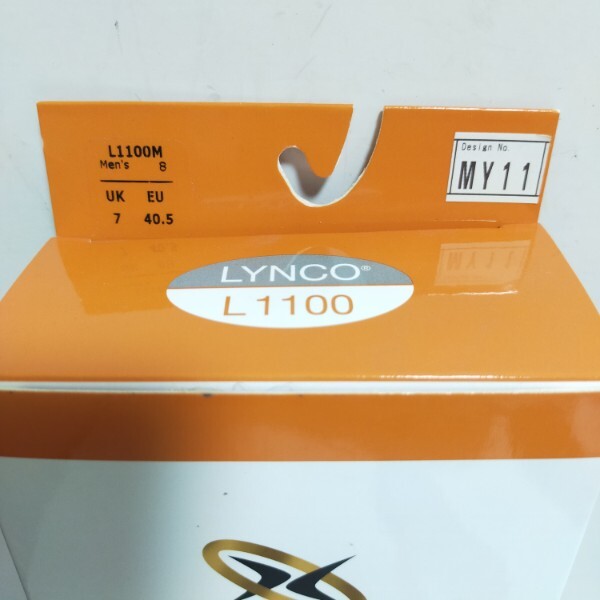 L1100M
Men's 8
UK EU
7 40.5
Design No.
MY11
LYNCO®
L1100